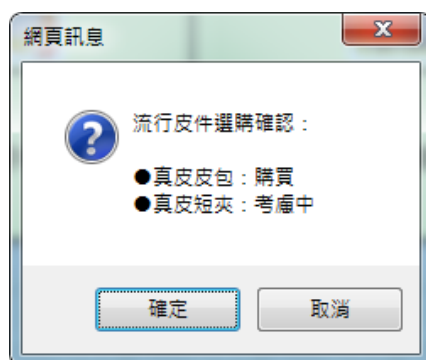 網頁訊息
流行皮件選購確認：
●真皮皮包：購買
●真皮短夾：考慮中
確定
取消